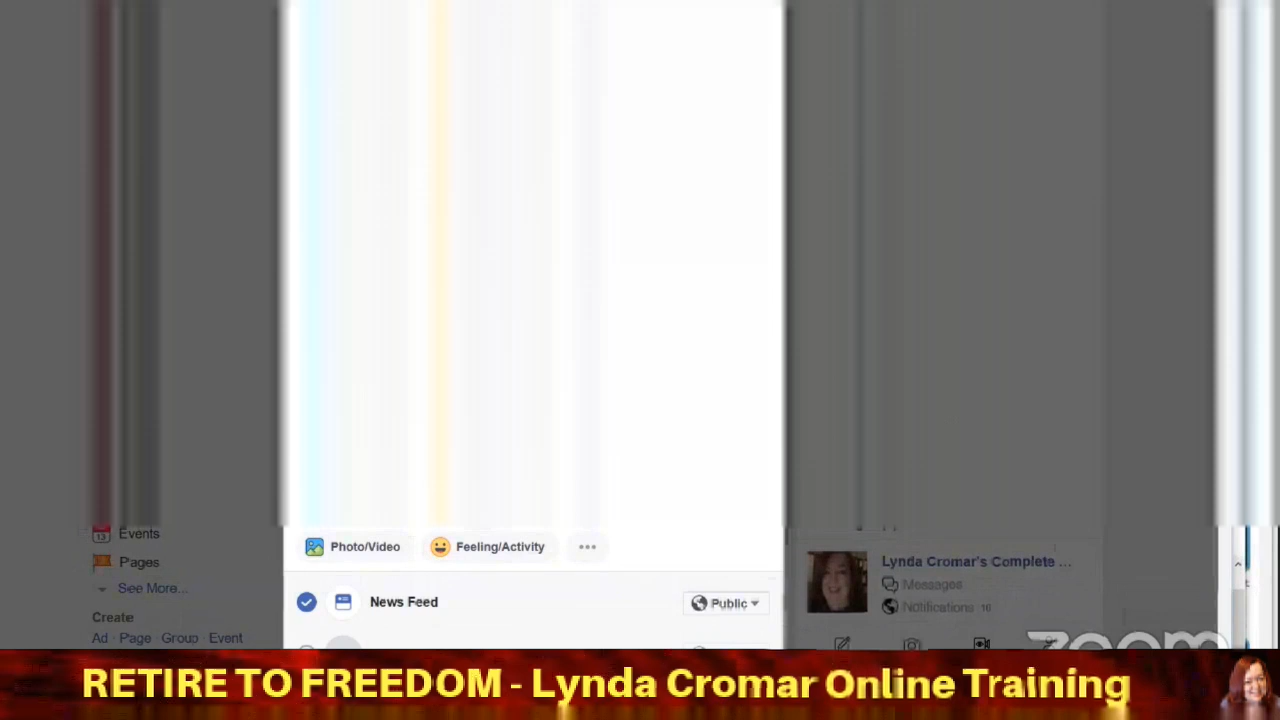 Events
Pages
See More...
Create
Ad · Page · Group · Event
Photo/Video
Feeling/Activity
News Feed
Public
Lynda Cromar's Complete ...
Messages
Notifications 16
zoom
RETIRE TO FREEDOM - Lynda Cromar Online Training